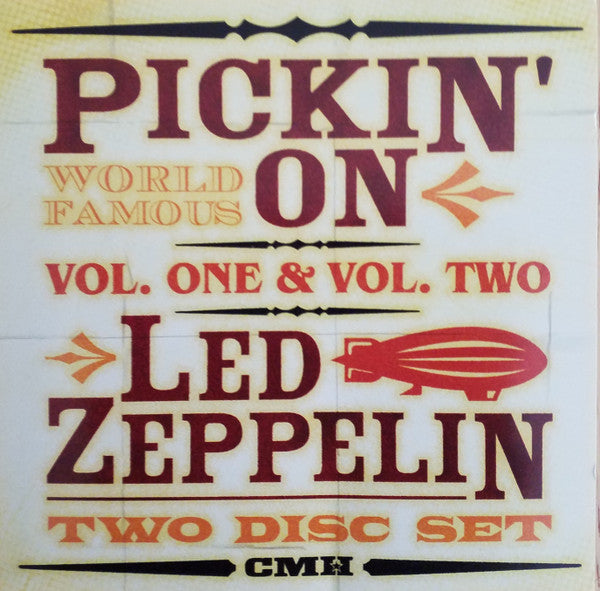 PICKIN'
WORLD FAMOUS
ON
VOL. ONE & VOL. TWO
LED
ZEPPELIN
TWO DISC SET
CMH